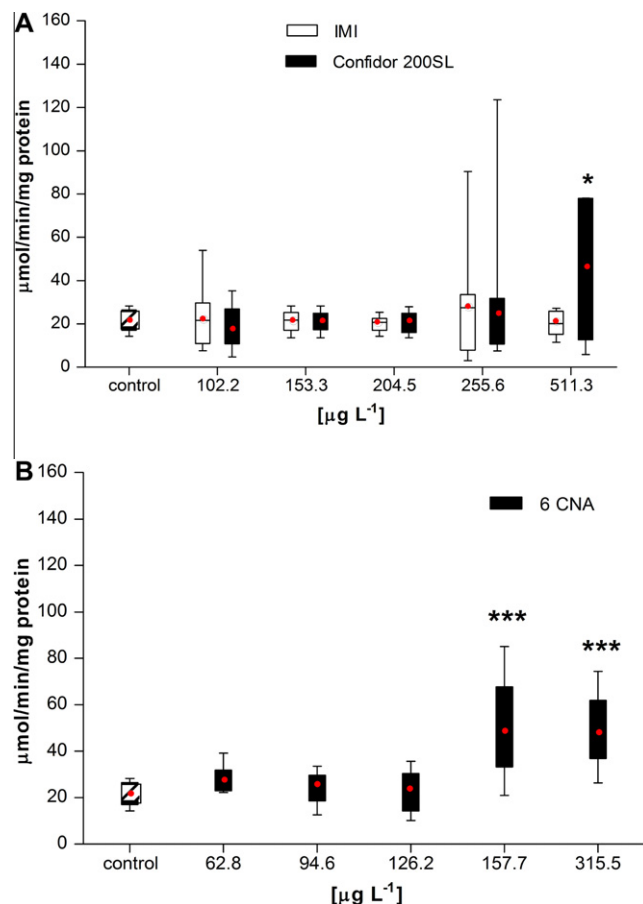 A
IMI
Confidor 200SL
µmol/min/mg protein
160
140
120
100
80
60
40
20
0
*
control 102.2 153.3 204.5 255.6 511.3
[µg L⁻¹]
B
6 CNA
µmol/min/mg protein
160
140
120
100
80
60
40
20
0
***
***
control 62.8 94.6 126.2 157.7 315.5
[µg L⁻¹]